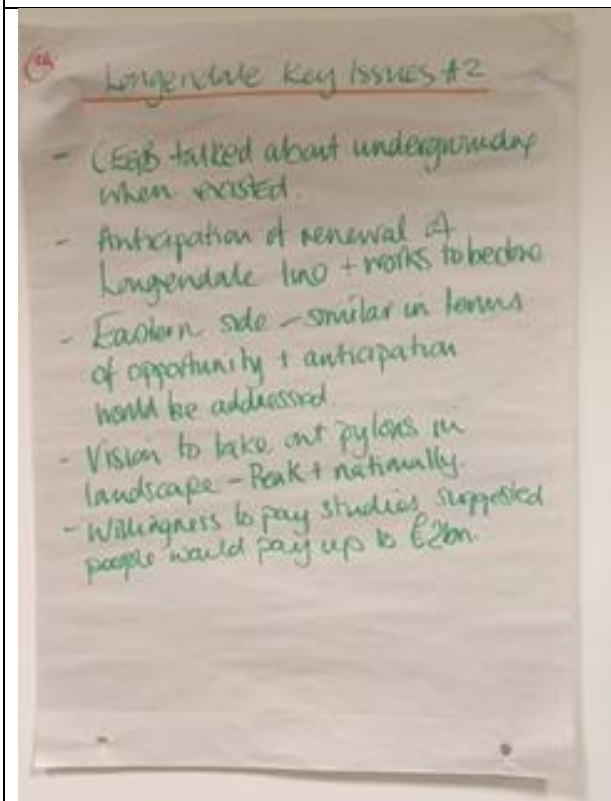 Longendale Key Issues #2
- CEGB talked about undergrounding
when existed.
- Anticipation of renewal of
Longendale line + works to be done
- Eastern side - similar in terms
of opportunity + anticipation
would be addressed
- Vision to take out pylons in
landscape - Peak + nationally.
- Willingness to pay studies suggested
people would pay up to £2bn.